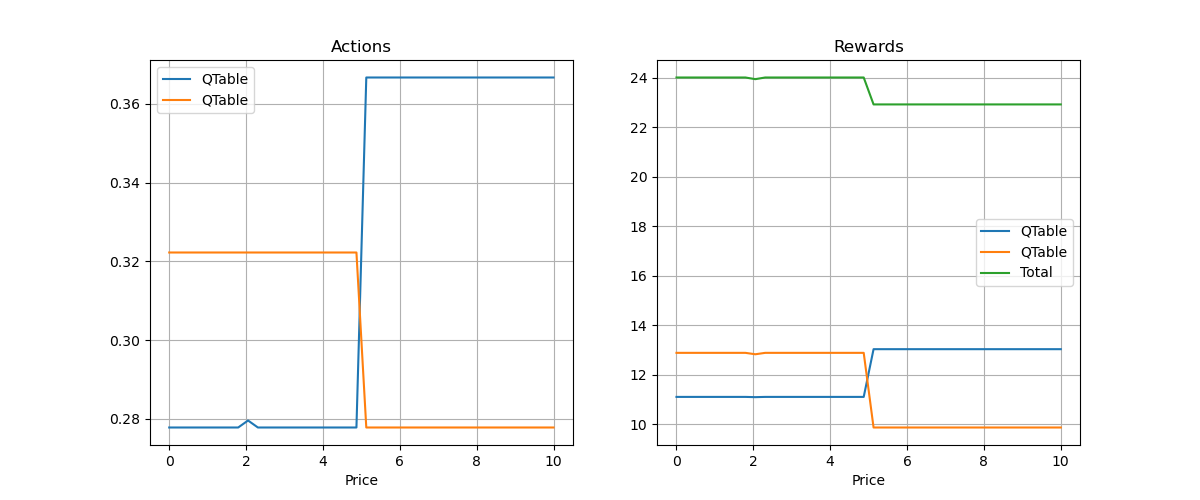 Actions
QTable
QTable
0.36
0.34
0.32
0.30
0.28
0 2 4 6 8 10
Price
Rewards
24
22
20
18
16
14
12
10
QTable
QTable
Total
0 2 4 6 8 10
Price